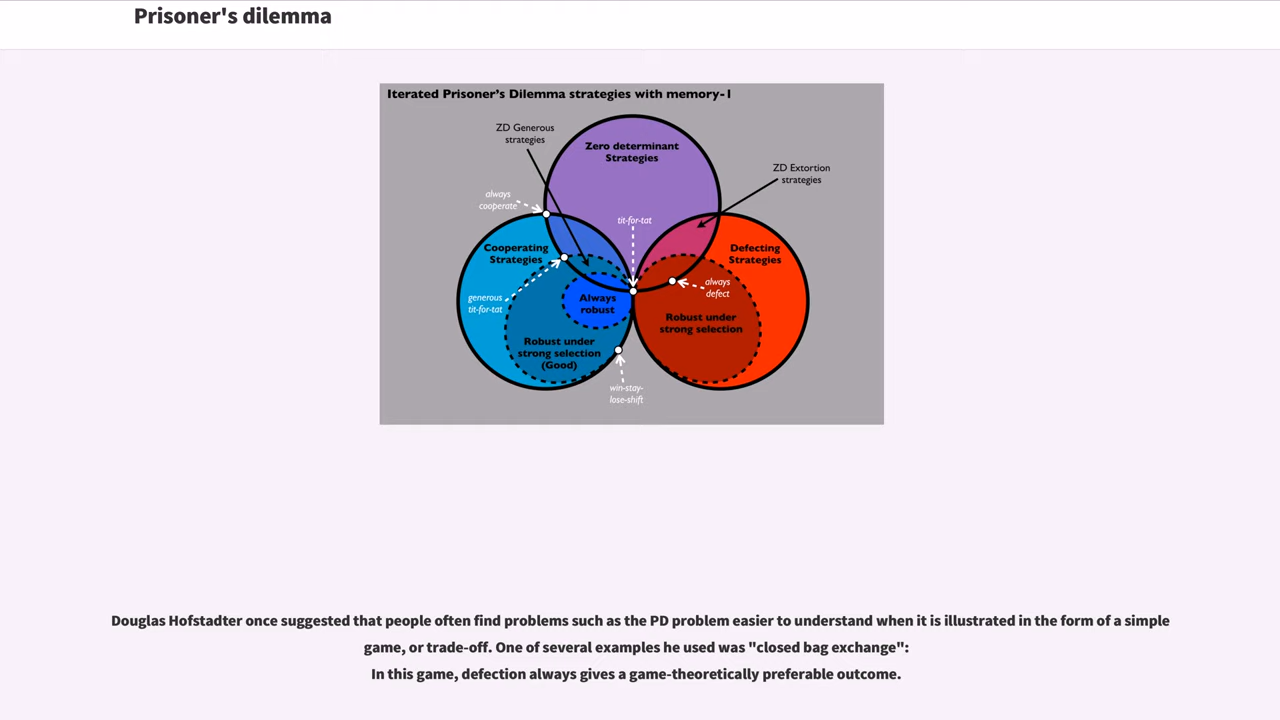 Prisoner's dilemma
Iterated Prisoner's Dilemma strategies with memory-1
ZD Generous
strategies
Zero determinant
Strategies
ZD Extortion
strategies
always
cooperate
tit-for-tat
Cooperating
Strategies
Defecting
Strategies
generous
tit-for-tat
Always
robust
always
defect
Robust under
strong selection
Robust under
strong selection
(Good)
win-stay-
lose-shift
Douglas Hofstadter once suggested that people often find problems such as the PD problem easier to understand when it is illustrated in the form of a simple
game, or trade-off. One of several examples he used was "closed bag exchange":
In this game, defection always gives a game-theoretically preferable outcome.